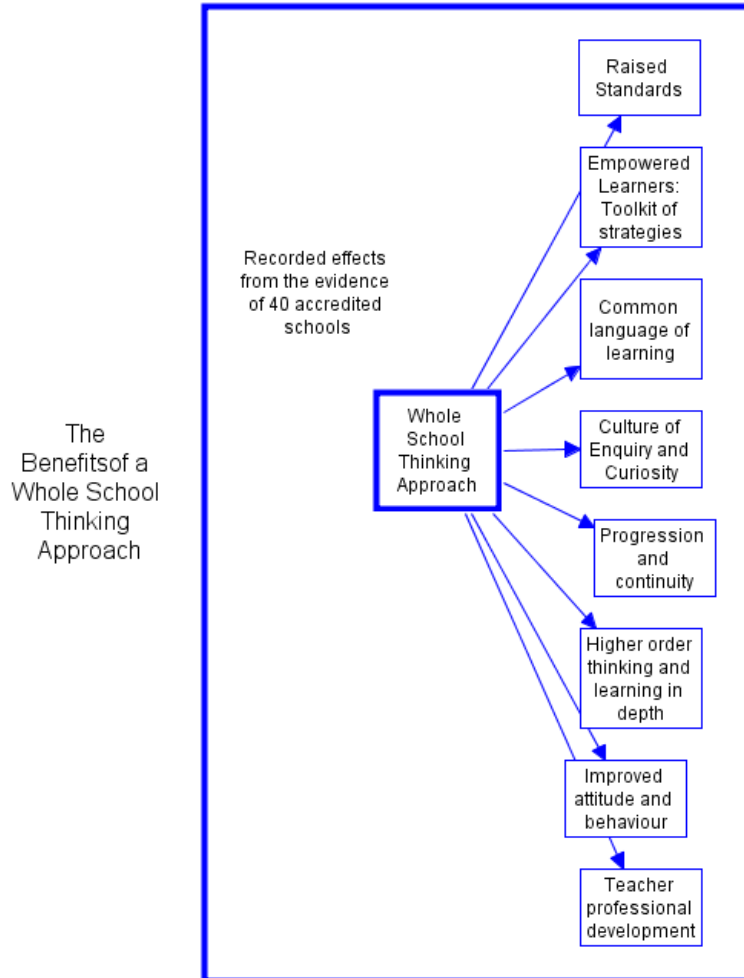 The
Benefitsof a
Whole School
Thinking
Approach
Recorded effects
from the evidence
of 40 accredited
schools
Whole
School
Thinking
Approach
Raised
Standards
Empowered
Learners:
Toolkit of
strategies
Common
language of
learning
Culture of
Enquiry and
Curiosity
Progression
and
continuity
Higher order
thinking and
learning in
depth
Improved
attitude and
behaviour
Teacher
professional
development